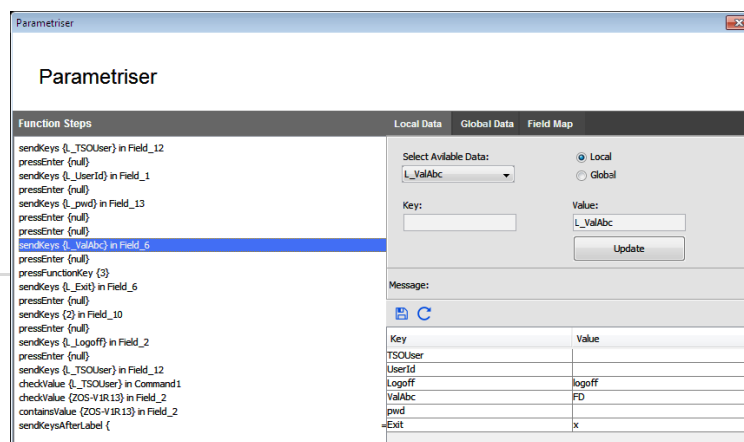 Parametriser
Parametriser
Function Steps
Local Data Global Data Field Map
sendKeys {L_TSOUser} in Field_12
pressEnter {null}
sendKeys {L_UserId} in Field_1
pressEnter {null}
sendKeys {L_pwd} in Field_13
pressEnter {null}
pressEnter {null}
sendKeys {L_ValAbc} in Field_6
pressEnter {null}
pressFunctionKey {3}
sendKeys {L_Exit} in Field_6
pressEnter {null}
sendKeys {2} in Field_10
pressEnter {null}
sendKeys {L_Logoff} in Field_2
pressEnter {null}
sendKeys {L_TSOUser} in Field_12
checkValue {L_TSOUser} in Command1
checkValue {ZOS-V1R13} in Field_2
containsValue {ZOS-V1R13} in Field_2
sendKeysAfterLabel {
Select Avilable Data:
L_ValAbc
Local
Global
Key:
Value:
L_ValAbc
Update
Message:
Key Value
TSOUser
UserId
Logoff logoff
ValAbc FD
pwd
=Exit x